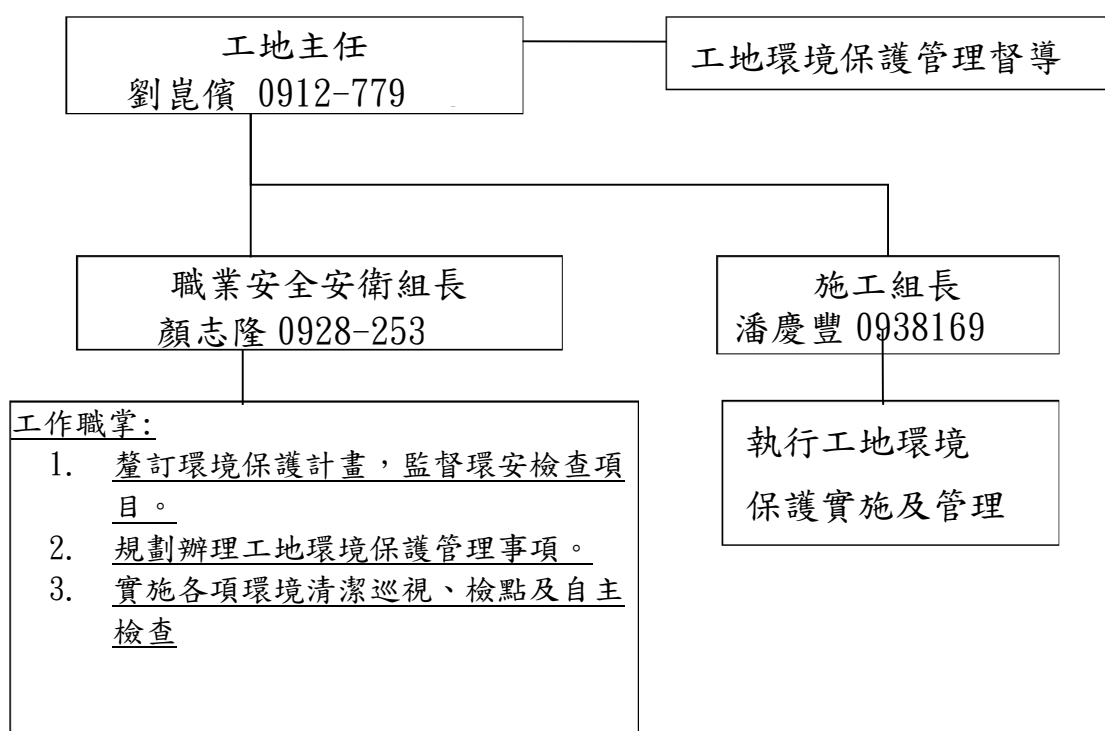 工地主任
劉崑儐 0912-779
工地環境保護管理督導
職業安全安衛組長
顏志隆 0928-253
施工組長
潘慶豐 0938169
工作職掌:
1. 釐訂環境保護計畫，監督環安檢查項
目。
2. 規劃辦理工地環境保護管理事項。
3. 實施各項環境清潔巡視、檢點及自主
檢查
執行工地環境
保護實施及管理